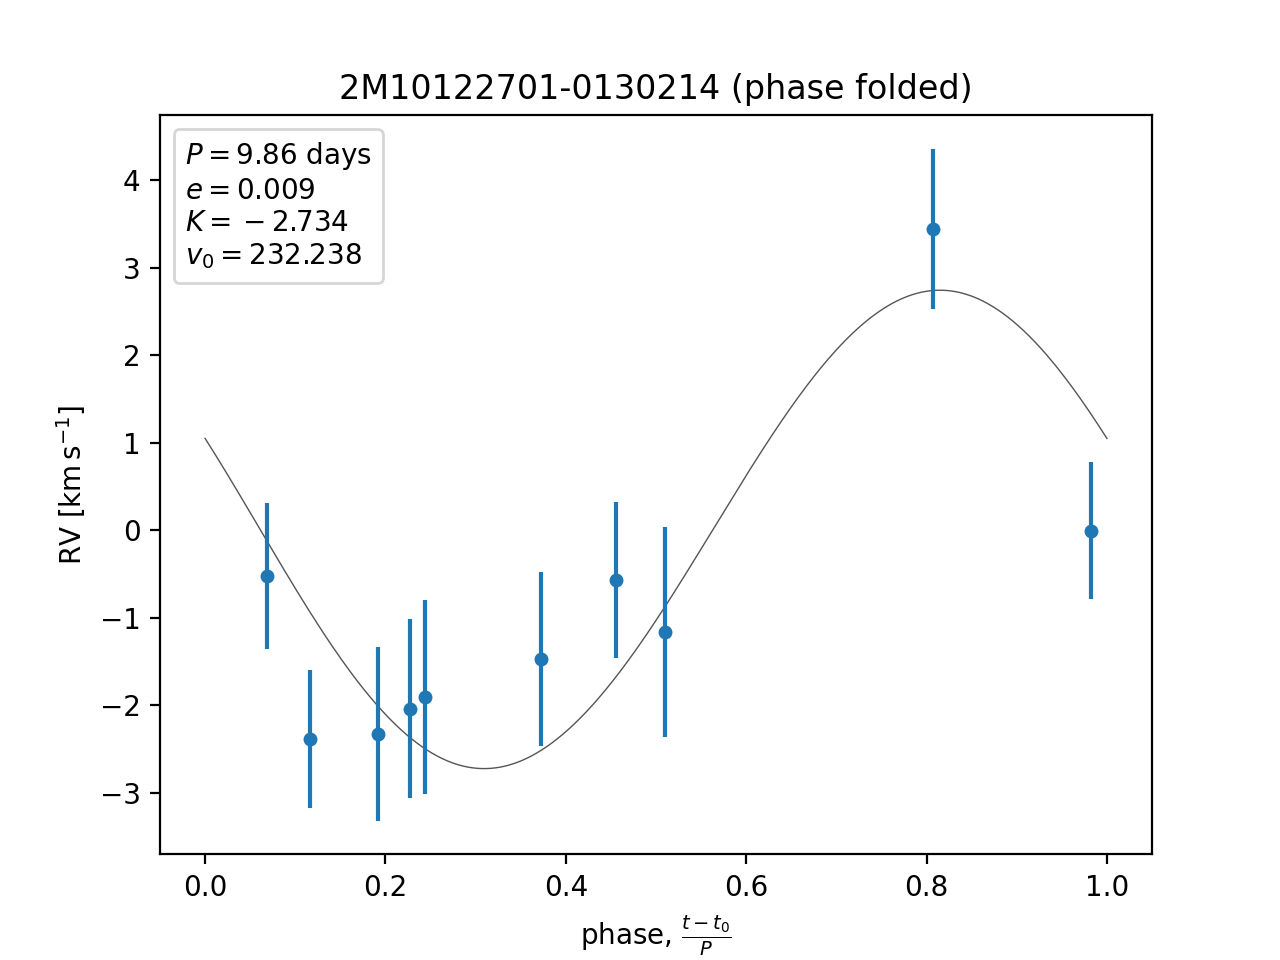 2M10122701-0130214 (phase folded)
P = 9.86 days
e = 0.009
K = −2.734
v₀ = 232.238
4
3
2
1
0
−1
−2
−3
RV [km s⁻¹]
0.0 0.2 0.4 0.6 0.8 1.0
phase, (t − t₀)/P